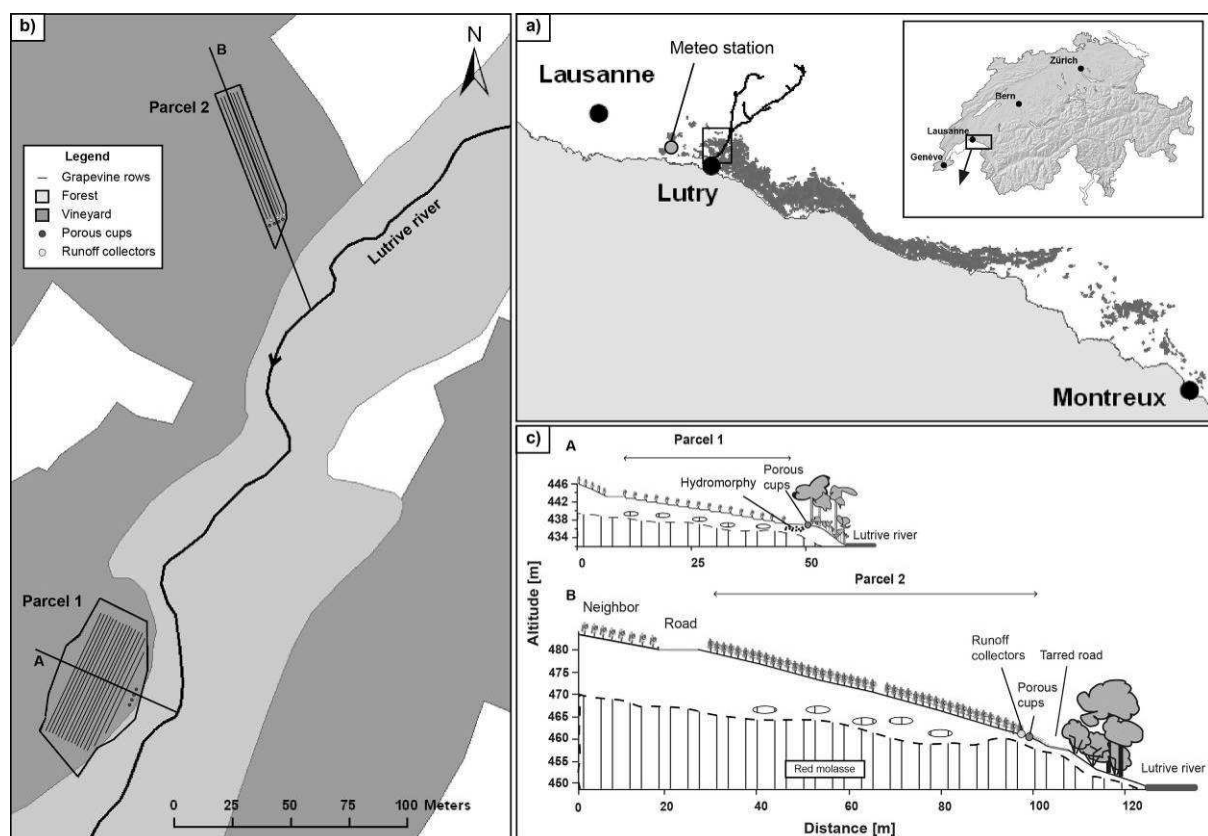 b)
B
N
Parcel 2
Legend
Grapevine rows
Forest
Vineyard
Porous cups
Runoff collectors
Lutrive river
Parcel 1
A
0 25 50 100 Meters
a)
Meteo station
Lausanne
Lutry
Montreux
Zürich
Bern
Lausanne
Genève
c)
A
Parcel 1
Hydromorphy
Porous
cups
446
442
438
434
Lutrive river
0 25 50
Parcel 2
B
Neighbor
Road
Runoff
collectors
Tarred road
Porous
cups
Altitude [m]
480
470
465
460
455
460
Red molasse
Lutrive river
0 20 40 60 80 100 120
Distance [m]